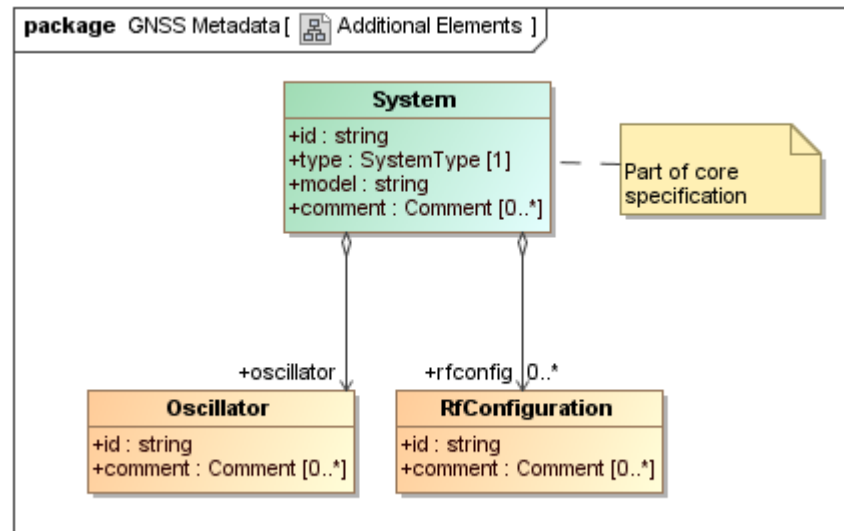 package GNSS Metadata [ Additional Elements ]
System
+id : string
+type : SystemType [1]
+model : string
+comment : Comment [0..*]
Part of core
specification
+oscillator
+rfconfig 0..*
Oscillator
+id : string
+comment : Comment [0..*]
RfConfiguration
+id : string
+comment : Comment [0..*]